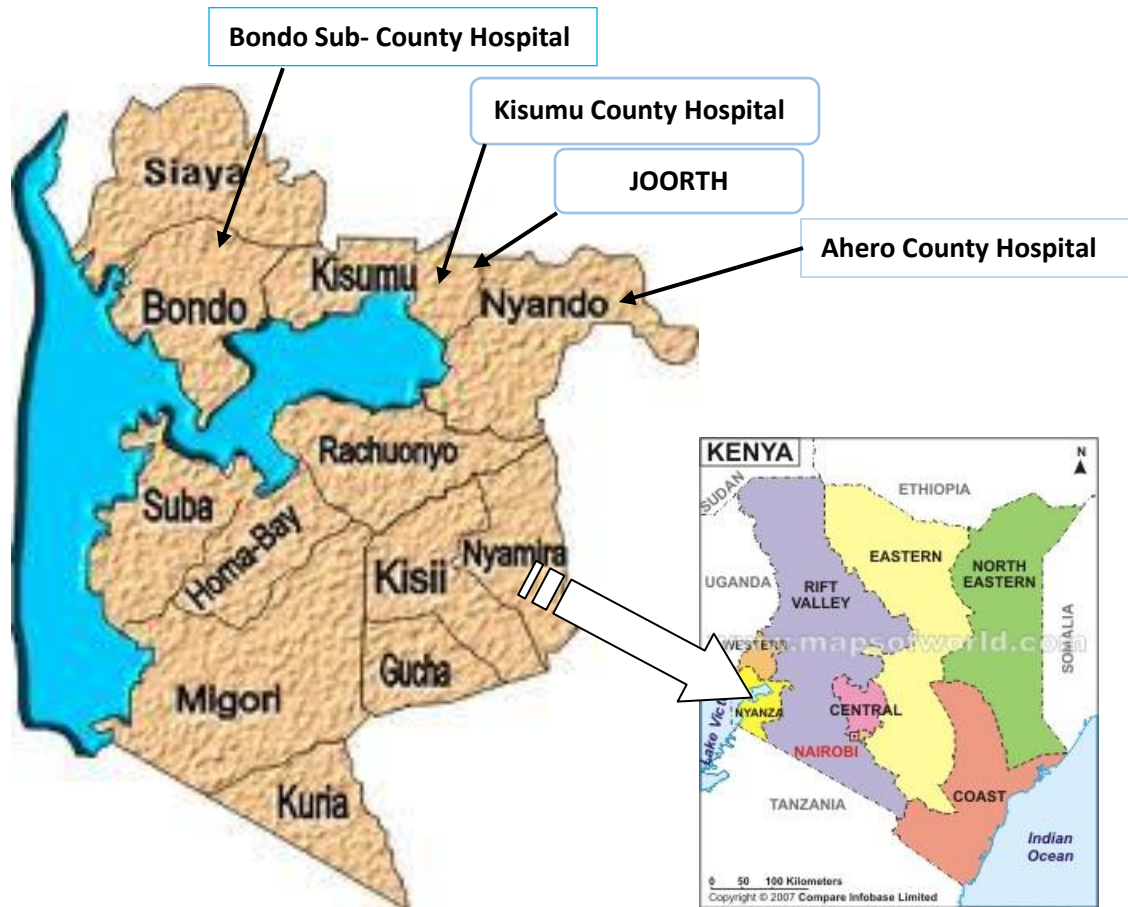 Bondo Sub- County Hospital
Kisumu County Hospital
JOORTH
Ahero County Hospital
Siaya
Kisumu
Bondo
Nyando
Rachuonyo
Suba
Homa-Bay
Nyamira
Kisii
Gucha
Migori
Kuria
KENYA
N
SUDAN
ETHIOPIA
UGANDA
EASTERN
NORTH
EASTERN
RIFT
VALLEY
SOMALIA
www.mapsofworld.com
WESTERN
NYANZA
CENTRAL
Lake Vict
NAIROBI
TANZANIA
COAST
Indian
Ocean
0 50 100 Kilometers
Copyright © 2007 Compare Infobase Limited